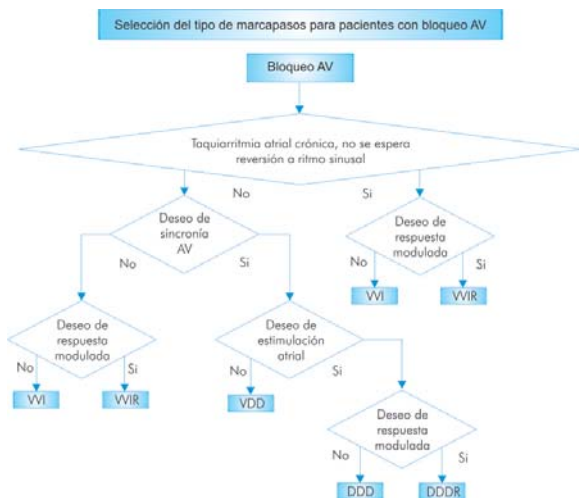 Selección del tipo de marcapasos para pacientes con bloqueo AV
Bloqueo AV
Taquiarritmia atrial crónica, no se espera
reversión a ritmo sinusal
No
Si
Deseo de
sincronía
AV
Deseo de
respuesta
modulada
No
Si
No
Si
VVI
VVIR
Deseo de
respuesta
modulada
Deseo de
estimulación
atrial
No
Si
No
Si
VVI
VVIR
VDD
Deseo de
respuesta
modulada
No
Si
DDD
DDDR